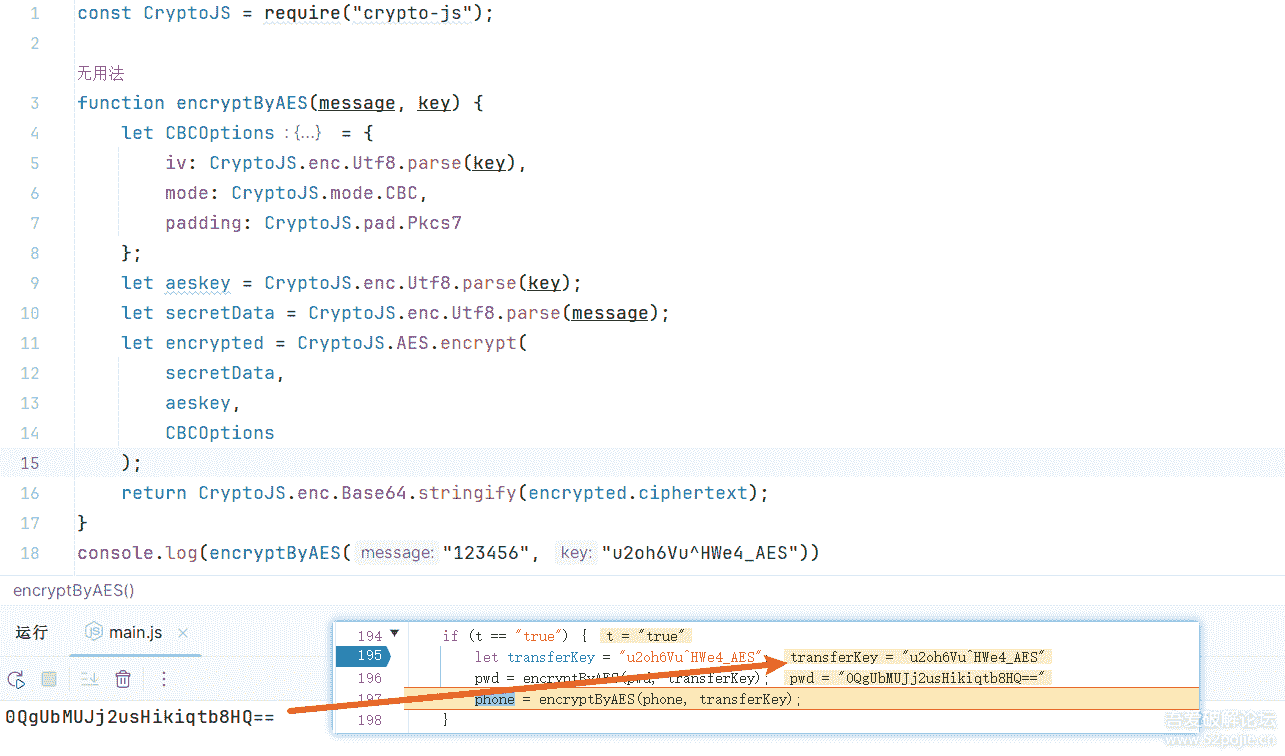 1 const CryptoJS = require("crypto-js");
2
无用法
3 function encryptByAES(message, key) {
4 let CBCOptions :{...} = {
5 iv: CryptoJS.enc.Utf8.parse(key),
6 mode: CryptoJS.mode.CBC,
7 padding: CryptoJS.pad.Pkcs7
8 };
9 let aeskey = CryptoJS.enc.Utf8.parse(key);
10 let secretData = CryptoJS.enc.Utf8.parse(message);
11 let encrypted = CryptoJS.AES.encrypt(
12 secretData,
13 aeskey,
14 CBCOptions
15 );
16 return CryptoJS.enc.Base64.stringify(encrypted.ciphertext);
17 }
18 console.log(encryptByAES( message: "123456", key: "u2oh6Vu^HWe4_AES"))
encryptByAES()
运行 main.js ×
194 if (t == "true") { t = "true"
195 let transferKey = "u2oh6Vu^HWe4_AES" transferKey = "u2oh6Vu^HWe4_AES"
196 pwd = encryptByAES(pwd, transferKey); pwd = "0QgUbMUJj2usHikiqtb8HQ=="
197 phone = encryptByAES(phone, transferKey);
198 }
0QgUbMUJj2usHikiqtb8HQ==
吾爱破解论坛
www.52pojie.cn